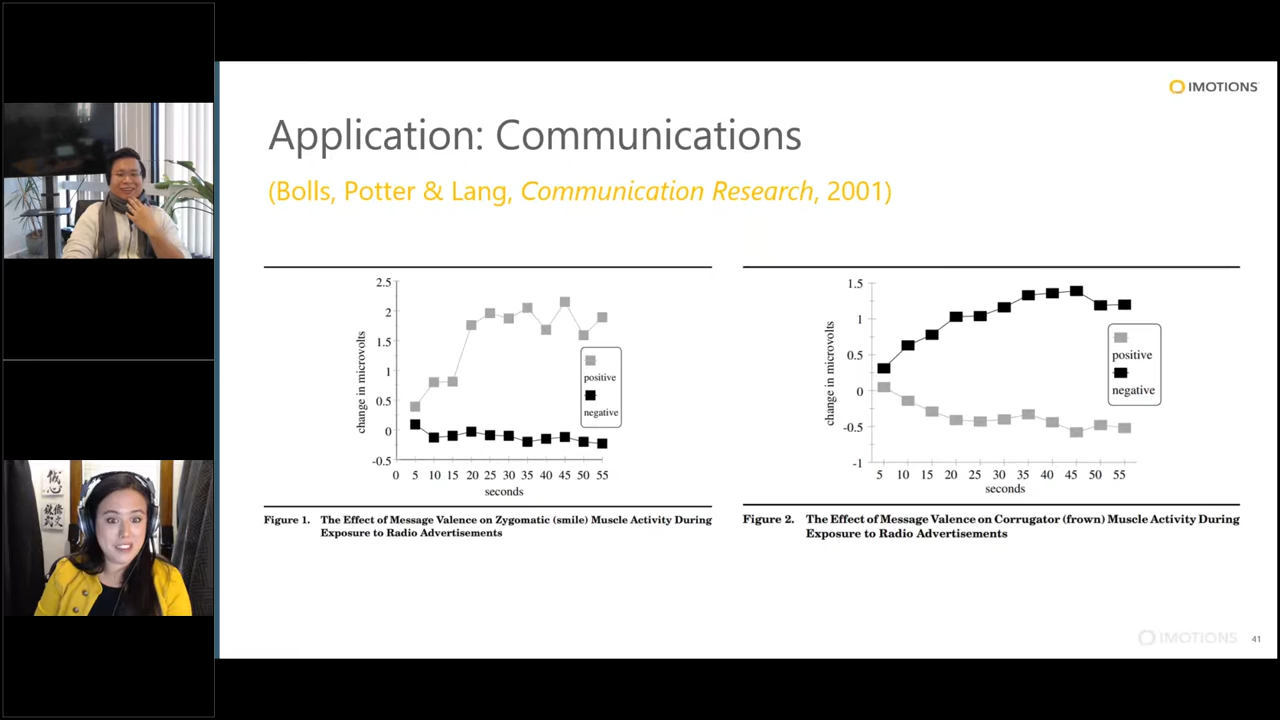 IMOTIONS
Application: Communications
(Bolls, Potter & Lang, Communication Research, 2001)
2.5
2
1.5
1
0.5
0
-0.5
change in microvolts
0 5 10 15 20 25 30 35 40 45 50 55
seconds
positive
negative
Figure 1. The Effect of Message Valence on Zygomatic (smile) Muscle Activity During
Exposure to Radio Advertisements
1.5
1
0.5
0
-0.5
-1
change in microvolts
5 10 15 20 25 30 35 40 45 50 55
seconds
positive
negative
Figure 2. The Effect of Message Valence on Corrugator (frown) Muscle Activity During
Exposure to Radio Advertisements
IMOTIONS
41